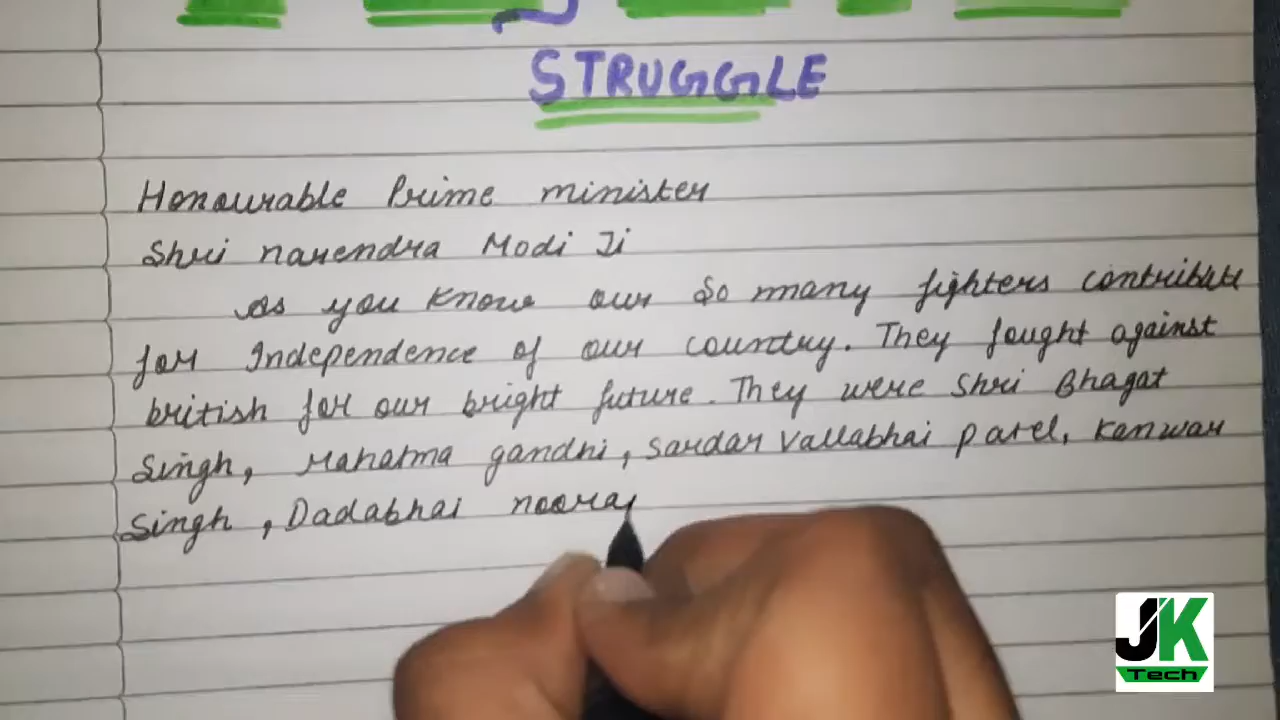 STRUGGLE
Honourable Prime minister
Shri narendra Modi Ji
As you know our so many fighters contribute
for Independence of our country. They fought against
british for our bright future. They were Shri Bhagat
Singh, Mahatma gandhi, Sardar Vallabhai Patel, Kanwar
Singh, Dadabhai noora
JK
Tech